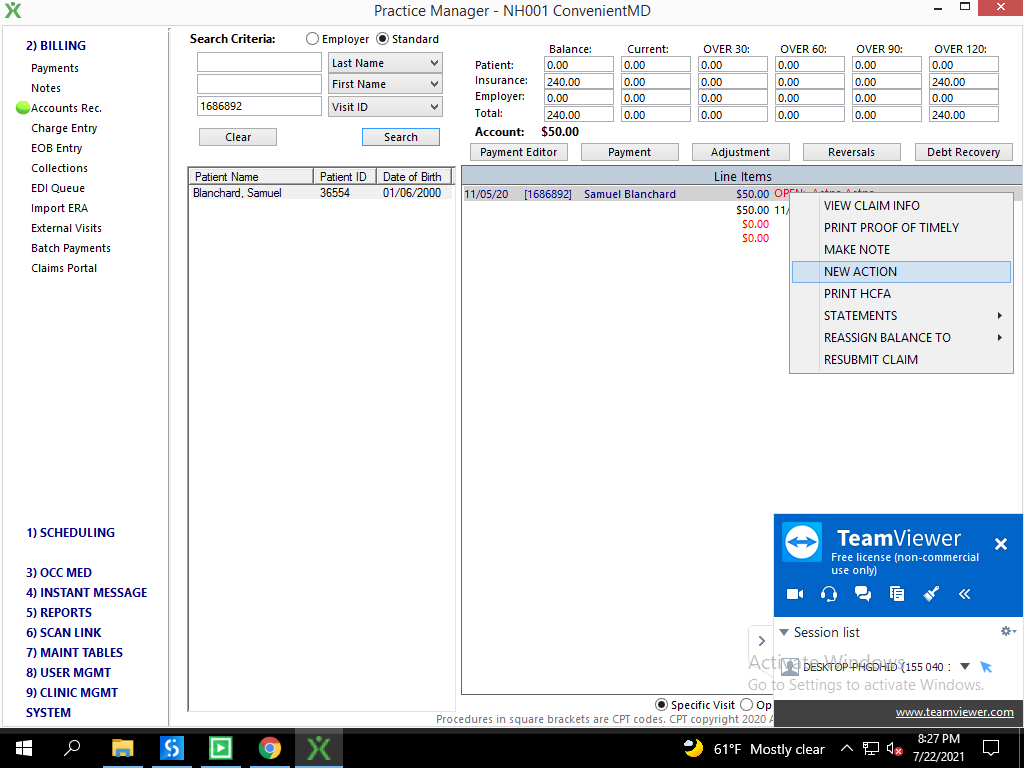 Practice Manager - NH001 ConvenientMD
2) BILLING
Payments
Notes
Accounts Rec.
Charge Entry
EOB Entry
Collections
EDI Queue
Import ERA
External Visits
Batch Payments
Claims Portal
1) SCHEDULING
3) OCC MED
4) INSTANT MESSAGE
5) REPORTS
6) SCAN LINK
7) MAINT TABLES
8) USER MGMT
9) CLINIC MGMT
SYSTEM
Search Criteria: Employer Standard
Last Name
First Name
1686892 Visit ID
Clear Search
Balance: Current: OVER 30: OVER 60: OVER 90: OVER 120:
Patient: 0.00 0.00 0.00 0.00 0.00 0.00
Insurance: 240.00 0.00 0.00 0.00 0.00 240.00
Employer: 0.00 0.00 0.00 0.00 0.00 0.00
Total: 240.00 0.00 0.00 0.00 0.00 240.00
Account: $50.00
Payment Editor Payment Adjustment Reversals Debt Recovery
Patient Name Patient ID Date of Birth
Blanchard, Samuel 36554 01/06/2000
Line Items
11/05/20 [1686892] Samuel Blanchard $50.00 OPEN:
$50.00 11/
$0.00
$0.00
VIEW CLAIM INFO
PRINT PROOF OF TIMELY
MAKE NOTE
NEW ACTION
PRINT HCFA
STATEMENTS
REASSIGN BALANCE TO
RESUBMIT CLAIM
TeamViewer
Free license (non-commercial
use only)
Session list
DESKTOP-PHGDHID (155 040 :
Activate Windows
Go to Settings to activate Windows.
www.teamviewer.com
Specific Visit Op
Procedures in square brackets are CPT codes. CPT copyright 2020 A
61°F Mostly clear
8:27 PM
7/22/2021